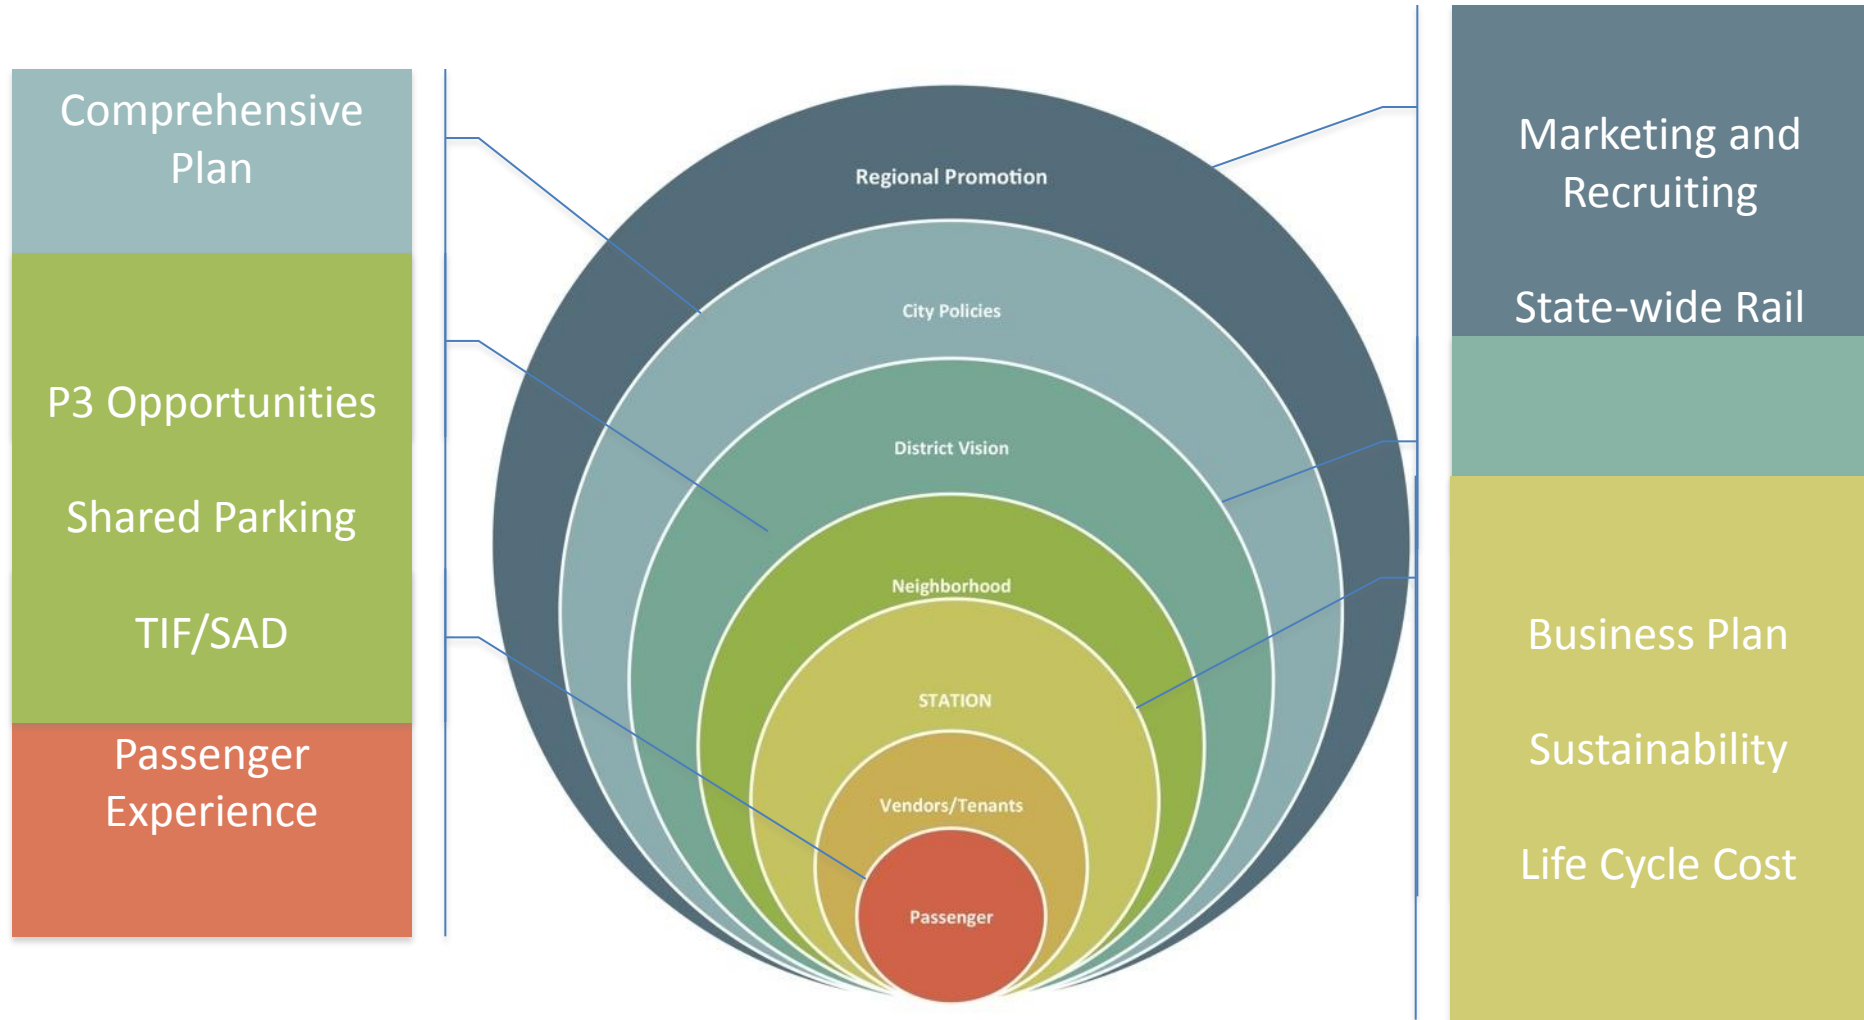 Comprehensive
Plan
P3 Opportunities
Shared Parking
TIF/SAD
Passenger
Experience
Regional Promotion
City Policies
District Vision
Neighborhood
STATION
Vendors/Tenants
Passenger
Marketing and
Recruiting
State-wide Rail
Business Plan
Sustainability
Life Cycle Cost